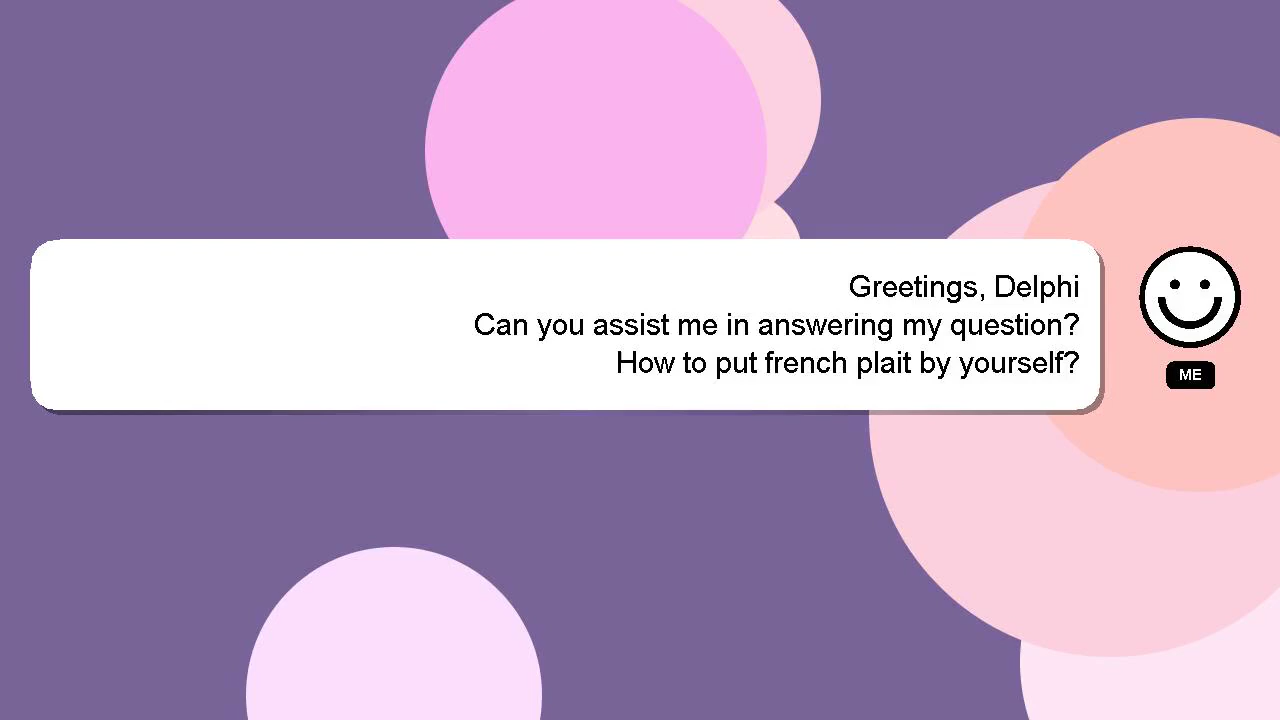 Greetings, Delphi
Can you assist me in answering my question?
How to put french plait by yourself?
ME